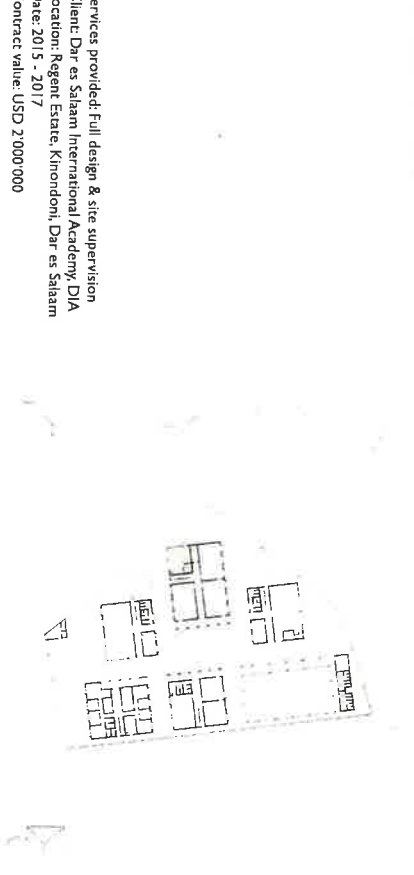 ervices provided: Full design & site supervision
lient: Dar es Salaam International Academy, DIA
ocation: Regent Estate, Kinondoni, Dar es Salaam
ate: 2015 - 2017
ontract value: USD 2'000'000